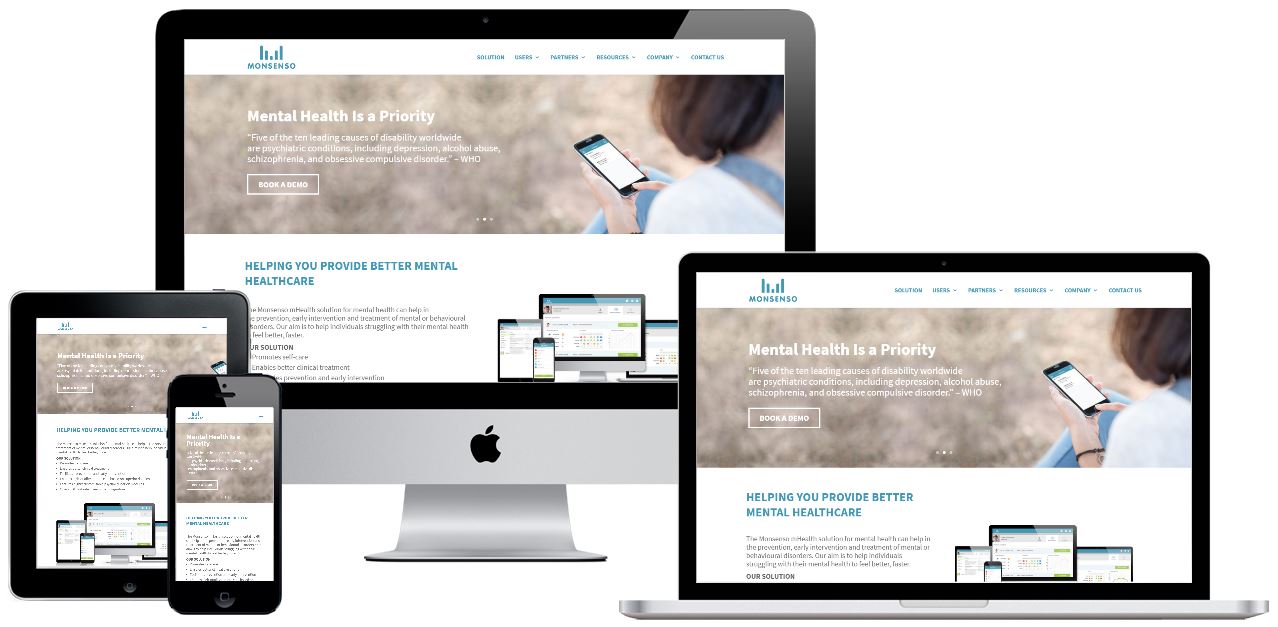 MONSENSO
SOLUTION USERS PARTNERS RESOURCES COMPANY CONTACT US
Mental Health Is a Priority
"Five of the ten leading causes of disability worldwide
are psychiatric conditions, including depression, alcohol abuse,
schizophrenia, and obsessive compulsive disorder." – WHO
BOOK A DEMO
HELPING YOU PROVIDE BETTER MENTAL
HEALTHCARE
Monsenso mHealth solution for mental health can help in
prevention, early intervention and treatment of mental or behavioural
Our aim is to help individuals struggling with their mental health
feel better, faster.
SOLUTION
Promotes self-care
Enables better clinical treatment
prevention and early intervention
MONSENSO
SOLUTION USERS PARTNERS RESOURCES COMPANY CONTACT US
Mental Health Is a Priority
"Five of the ten leading causes of disability worldwide
are psychiatric conditions, including depression, alcohol abuse,
schizophrenia, and obsessive compulsive disorder." – WHO
BOOK A DEMO
HELPING YOU PROVIDE BETTER
MENTAL HEALTHCARE
The Monsenso mHealth solution for mental health can help in
the prevention, early intervention and treatment of mental or
behavioural disorders. Our aim is to help individuals
struggling with their mental health to feel better, faster.
OUR SOLUTION
Mental Health Is a Priority
HELPING YOU PROVIDE BETTER MENTAL
OUR SOLUTION
Mental Health Is a
Priority
HELPING YOU PROVIDE BETTER
MENTAL HEALTHCARE
OUR SOLUTION